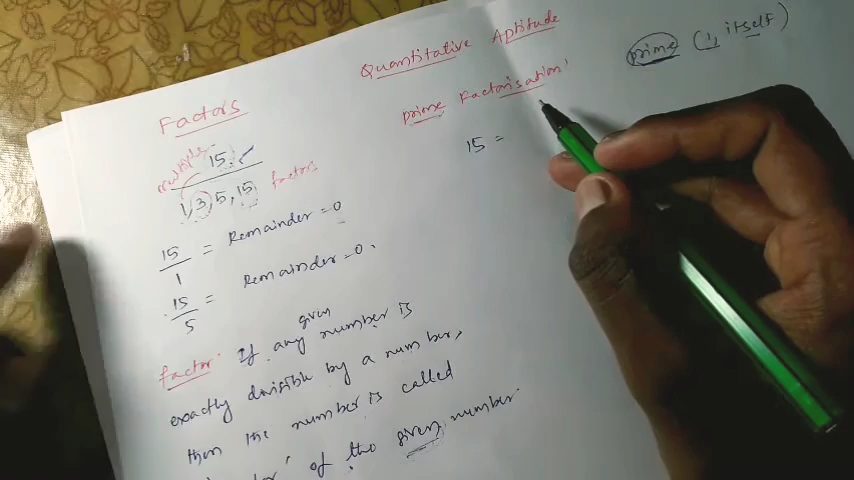 Quantitative Aptitude
prime (1, itself)
Factors
prime Factorisation
multiple
15
15 =
1, 3, 5, 15 factors
15
1
= Remainder = 0
15
5
= Remainder = 0.
given
factor: If any number is
exactly divisible by a number,
then the number is called
of the given number